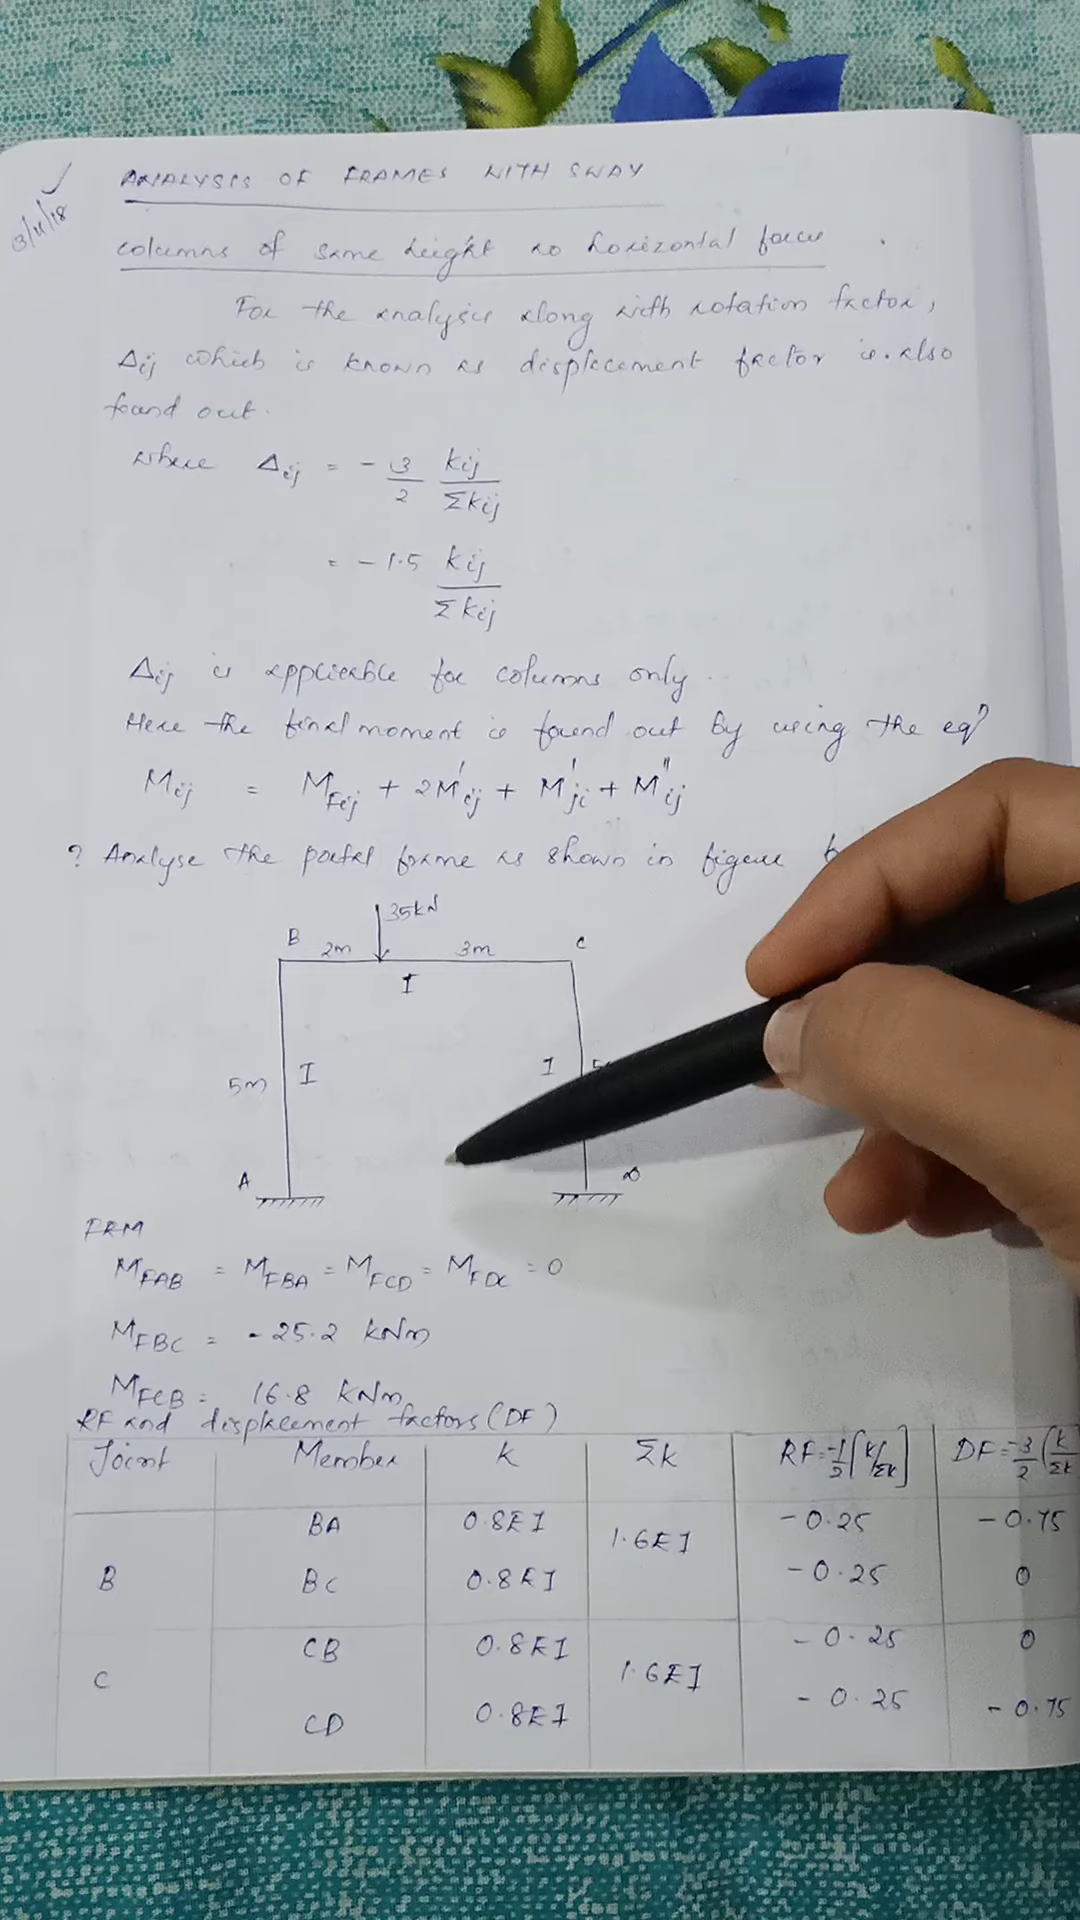 3/11/18
ANALYSIS OF FRAMES WITH SWAY
columns of same height no horizontal force
For the analysis along with rotation factor,
Δij which is known as displacement factor is also
found out.
where Δij = - 3/2 kij/Σkij
= - 1.5 kij/Σkij
Δij is applicable for columns only.
Here the final moment is found out by using the eqn
Mij = MFij + 2M'ij + M'ji + M"ij
? Analyse the portal frame as shown in figure
35kN
B 2m 3m C
I
5m I I
A D
FEM
MFAB = MFBA = MFCD = MFDC = 0
MFBC = - 25.2 kNm
MFCB = 16.8 kNm
RF and displacement factors (DF)
Joint Member K ΣK RF = -1/2 [K/ΣK] DF = -3/2 (K/ΣK
BA 0.8EI - 0.25 - 0.75
B 1.6EI
BC 0.8EI - 0.25 0
CB 0.8EI - 0.25 0
C 1.6EI
CD 0.8EI - 0.25 - 0.75